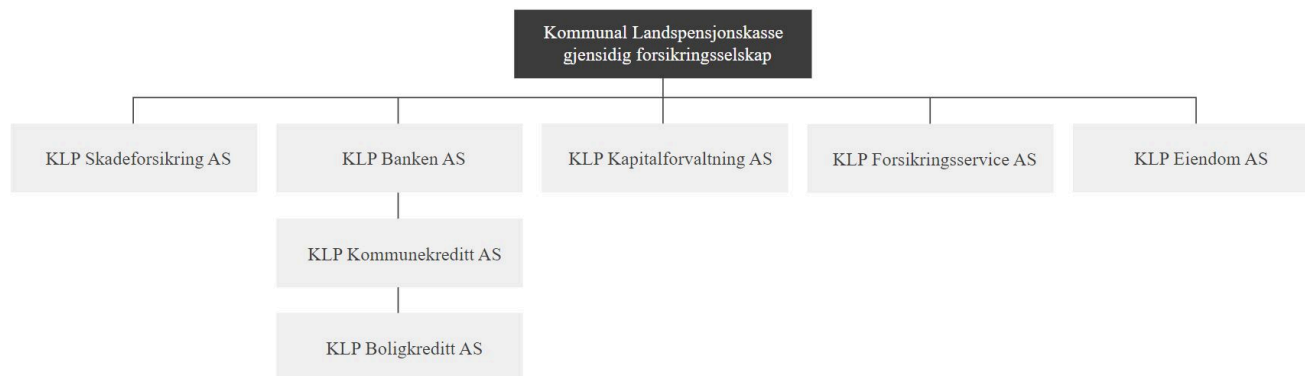 Kommunal Landspensjonskasse
gjensidig forsikringsselskap
KLP Skadeforsikring AS
KLP Banken AS
KLP Kapitalforvaltning AS
KLP Forsikringsservice AS
KLP Eiendom AS
KLP Kommunekreditt AS
KLP Boligkreditt AS